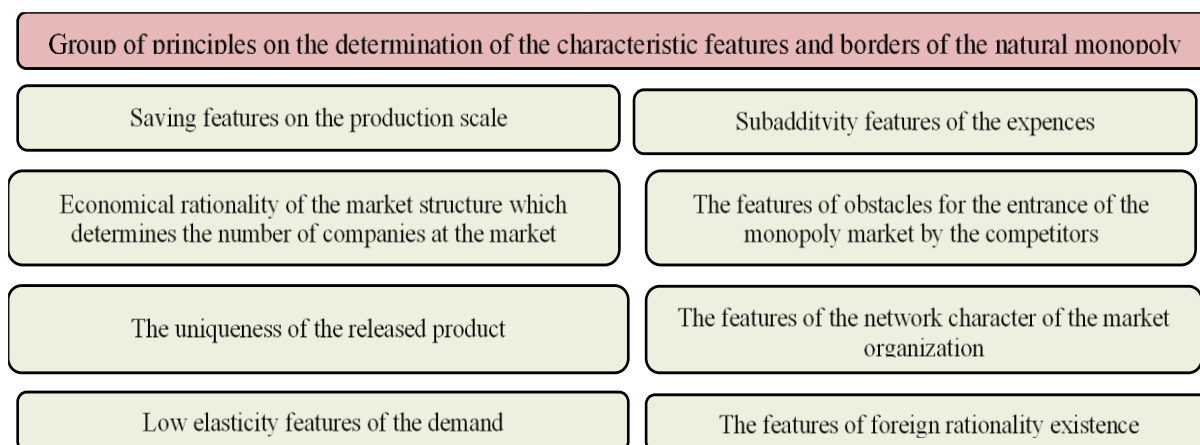 Group of principles on the determination of the characteristic features and borders of the natural monopoly
Saving features on the production scale
Subadditvity features of the expences
Economical rationality of the market structure which
determines the number of companies at the market
The features of obstacles for the entrance of the
monopoly market by the competitors
The uniqueness of the released product
The features of the network character of the market
organization
Low elasticity features of the demand
The features of foreign rationality existence